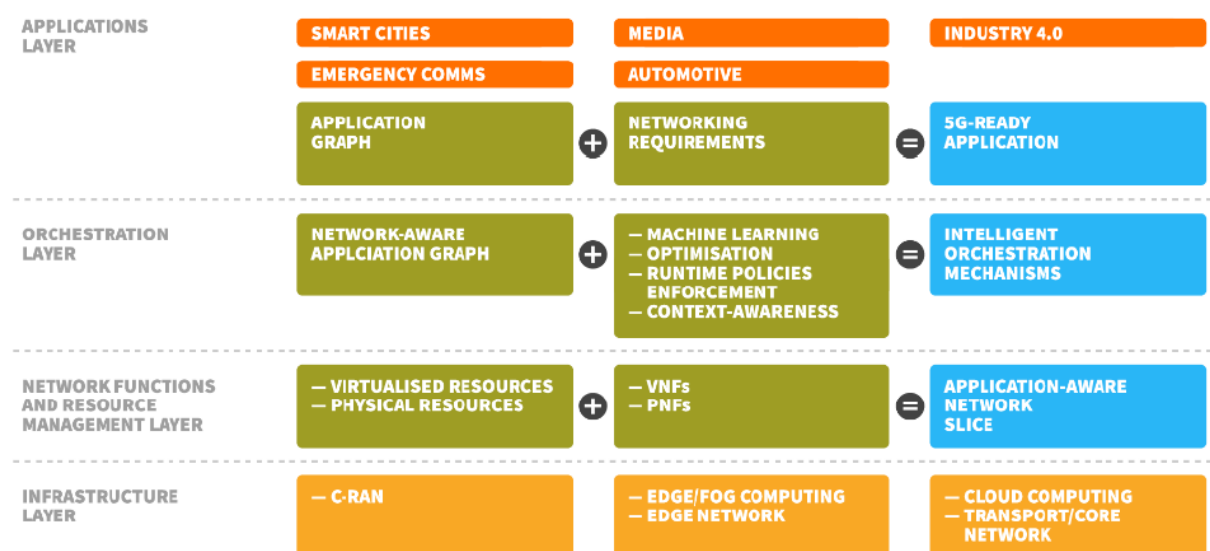 APPLICATIONS
LAYER
SMART CITIES
MEDIA
INDUSTRY 4.0
EMERGENCY COMMS
AUTOMOTIVE
APPLICATION
GRAPH
+
NETWORKING
REQUIREMENTS
=
5G-READY
APPLICATION
ORCHESTRATION
LAYER
NETWORK-AWARE
APPLCIATION GRAPH
+
— MACHINE LEARNING
— OPTIMISATION
— RUNTIME POLICIES
ENFORCEMENT
— CONTEXT-AWARENESS
=
INTELLIGENT
ORCHESTRATION
MECHANISMS
NETWORK FUNCTIONS
AND RESOURCE
MANAGEMENT LAYER
— VIRTUALISED RESOURCES
— PHYSICAL RESOURCES
+
— VNFs
— PNFs
=
APPLICATION-AWARE
NETWORK
SLICE
INFRASTRUCTURE
LAYER
— C-RAN
— EDGE/FOG COMPUTING
— EDGE NETWORK
— CLOUD COMPUTING
— TRANSPORT/CORE
NETWORK